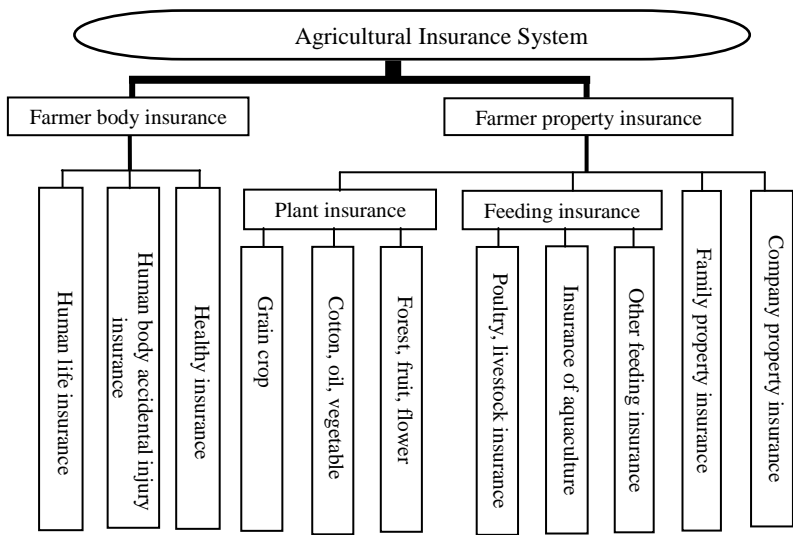 Agricultural Insurance System
Farmer body insurance
Farmer property insurance
Plant insurance
Feeding insurance
Human life insurance
Human body accidental injury
insurance
Healthy insurance
Grain crop
Cotton, oil, vegetable
Forest, fruit, flower
Poultry, livestock insurance
Insurance of aquaculture
Other feeding insurance
Family property insurance
Company property insurance